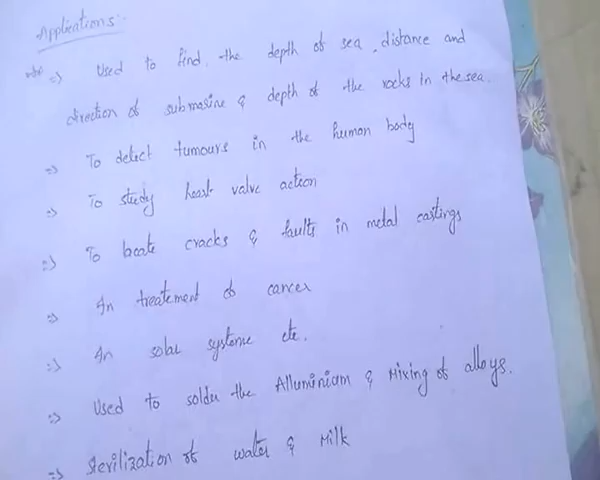 Applications:-
=> Used to find the depth of sea, distance and
direction of submarine & depth of the rocks in the sea.
=> To detect tumours in the human body
=> To study heart valve action
=> To locate cracks & faults in metal castings
=> In treatement of cancer
=> In solar systeme etc.
=> Used to solder the Alluminium & Mixing of alloys.
=> Sterilization of water & Milk